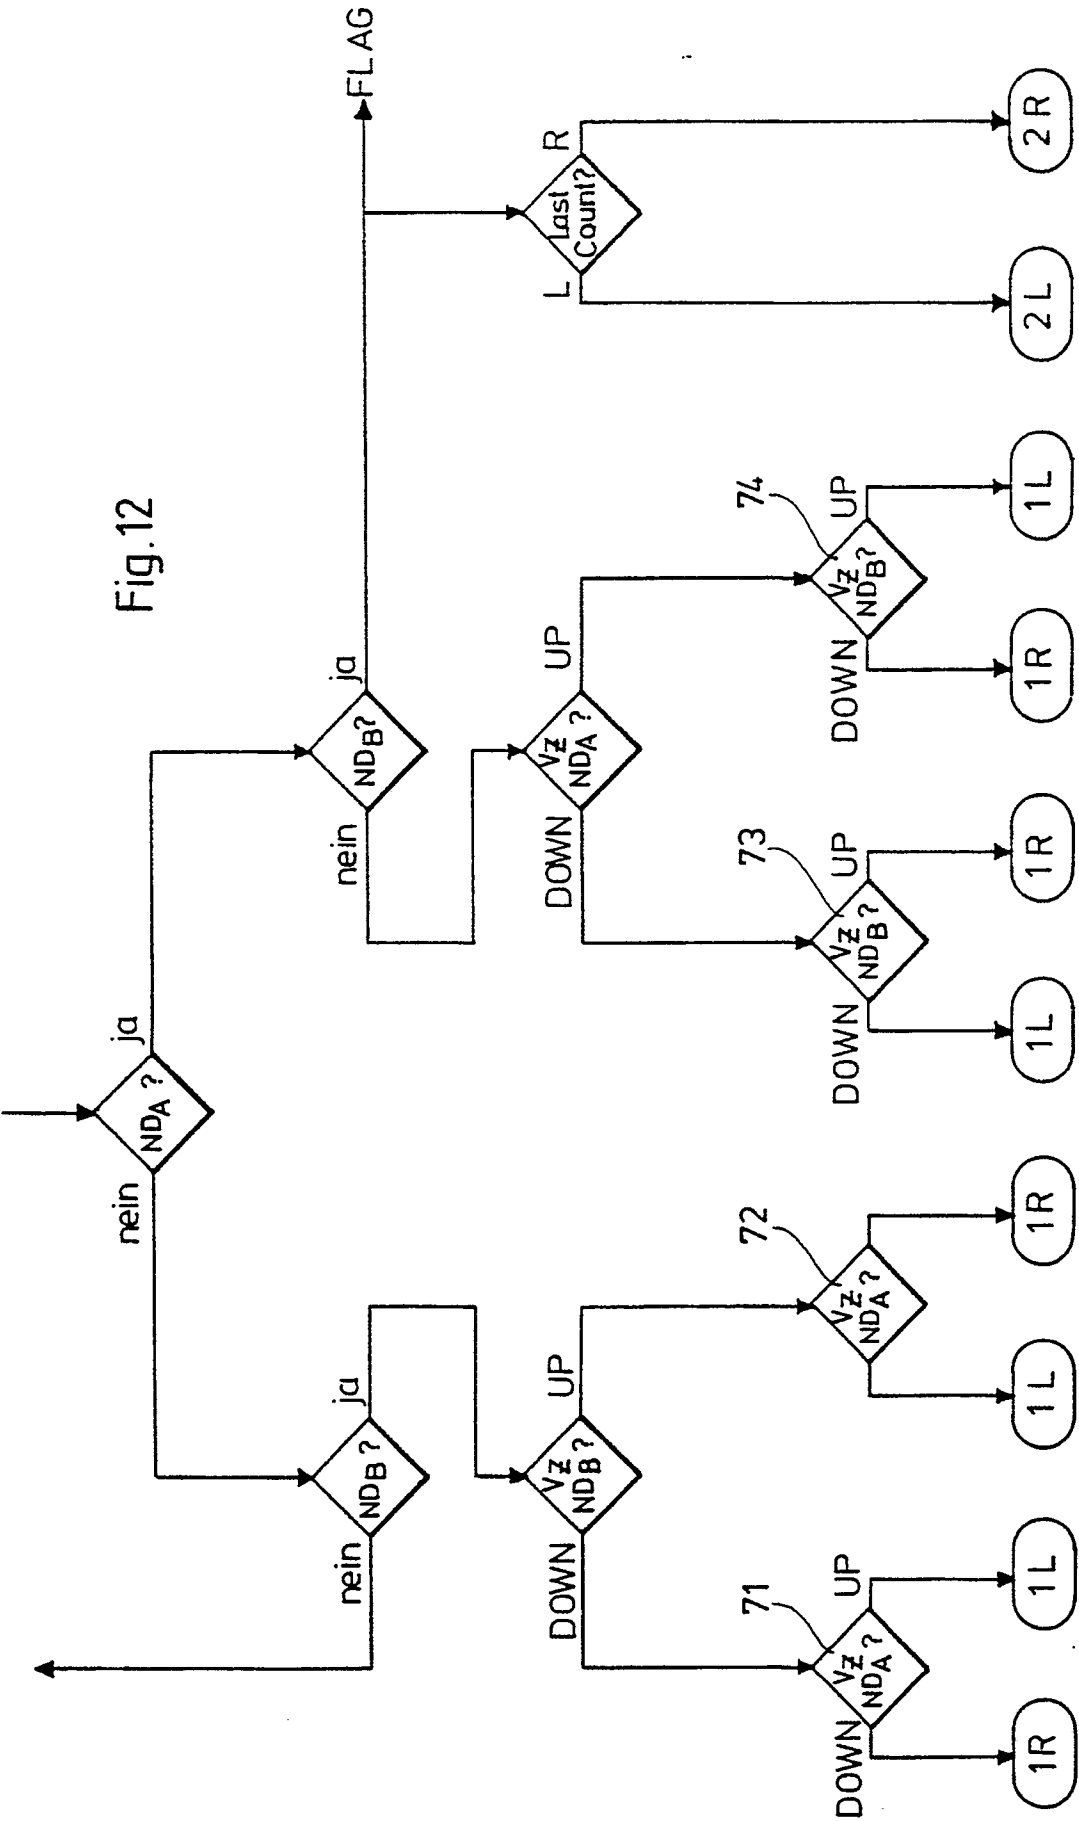 Fig.12
NDA ?
nein
ja
NDB ?
nein
ja
NDB?
nein
ja
FLAG
Vz
NDB ?
DOWN
UP
Vz
NDA ?
DOWN
UP
Last
Count?
L
R
71
Vz
NDA ?
DOWN
UP
72
Vz
NDA ?
73
Vz
NDB ?
DOWN
UP
74
Vz
NDB?
DOWN
UP
1R
1L
1L
1R
1L
1R
1R
1L
2L
2R